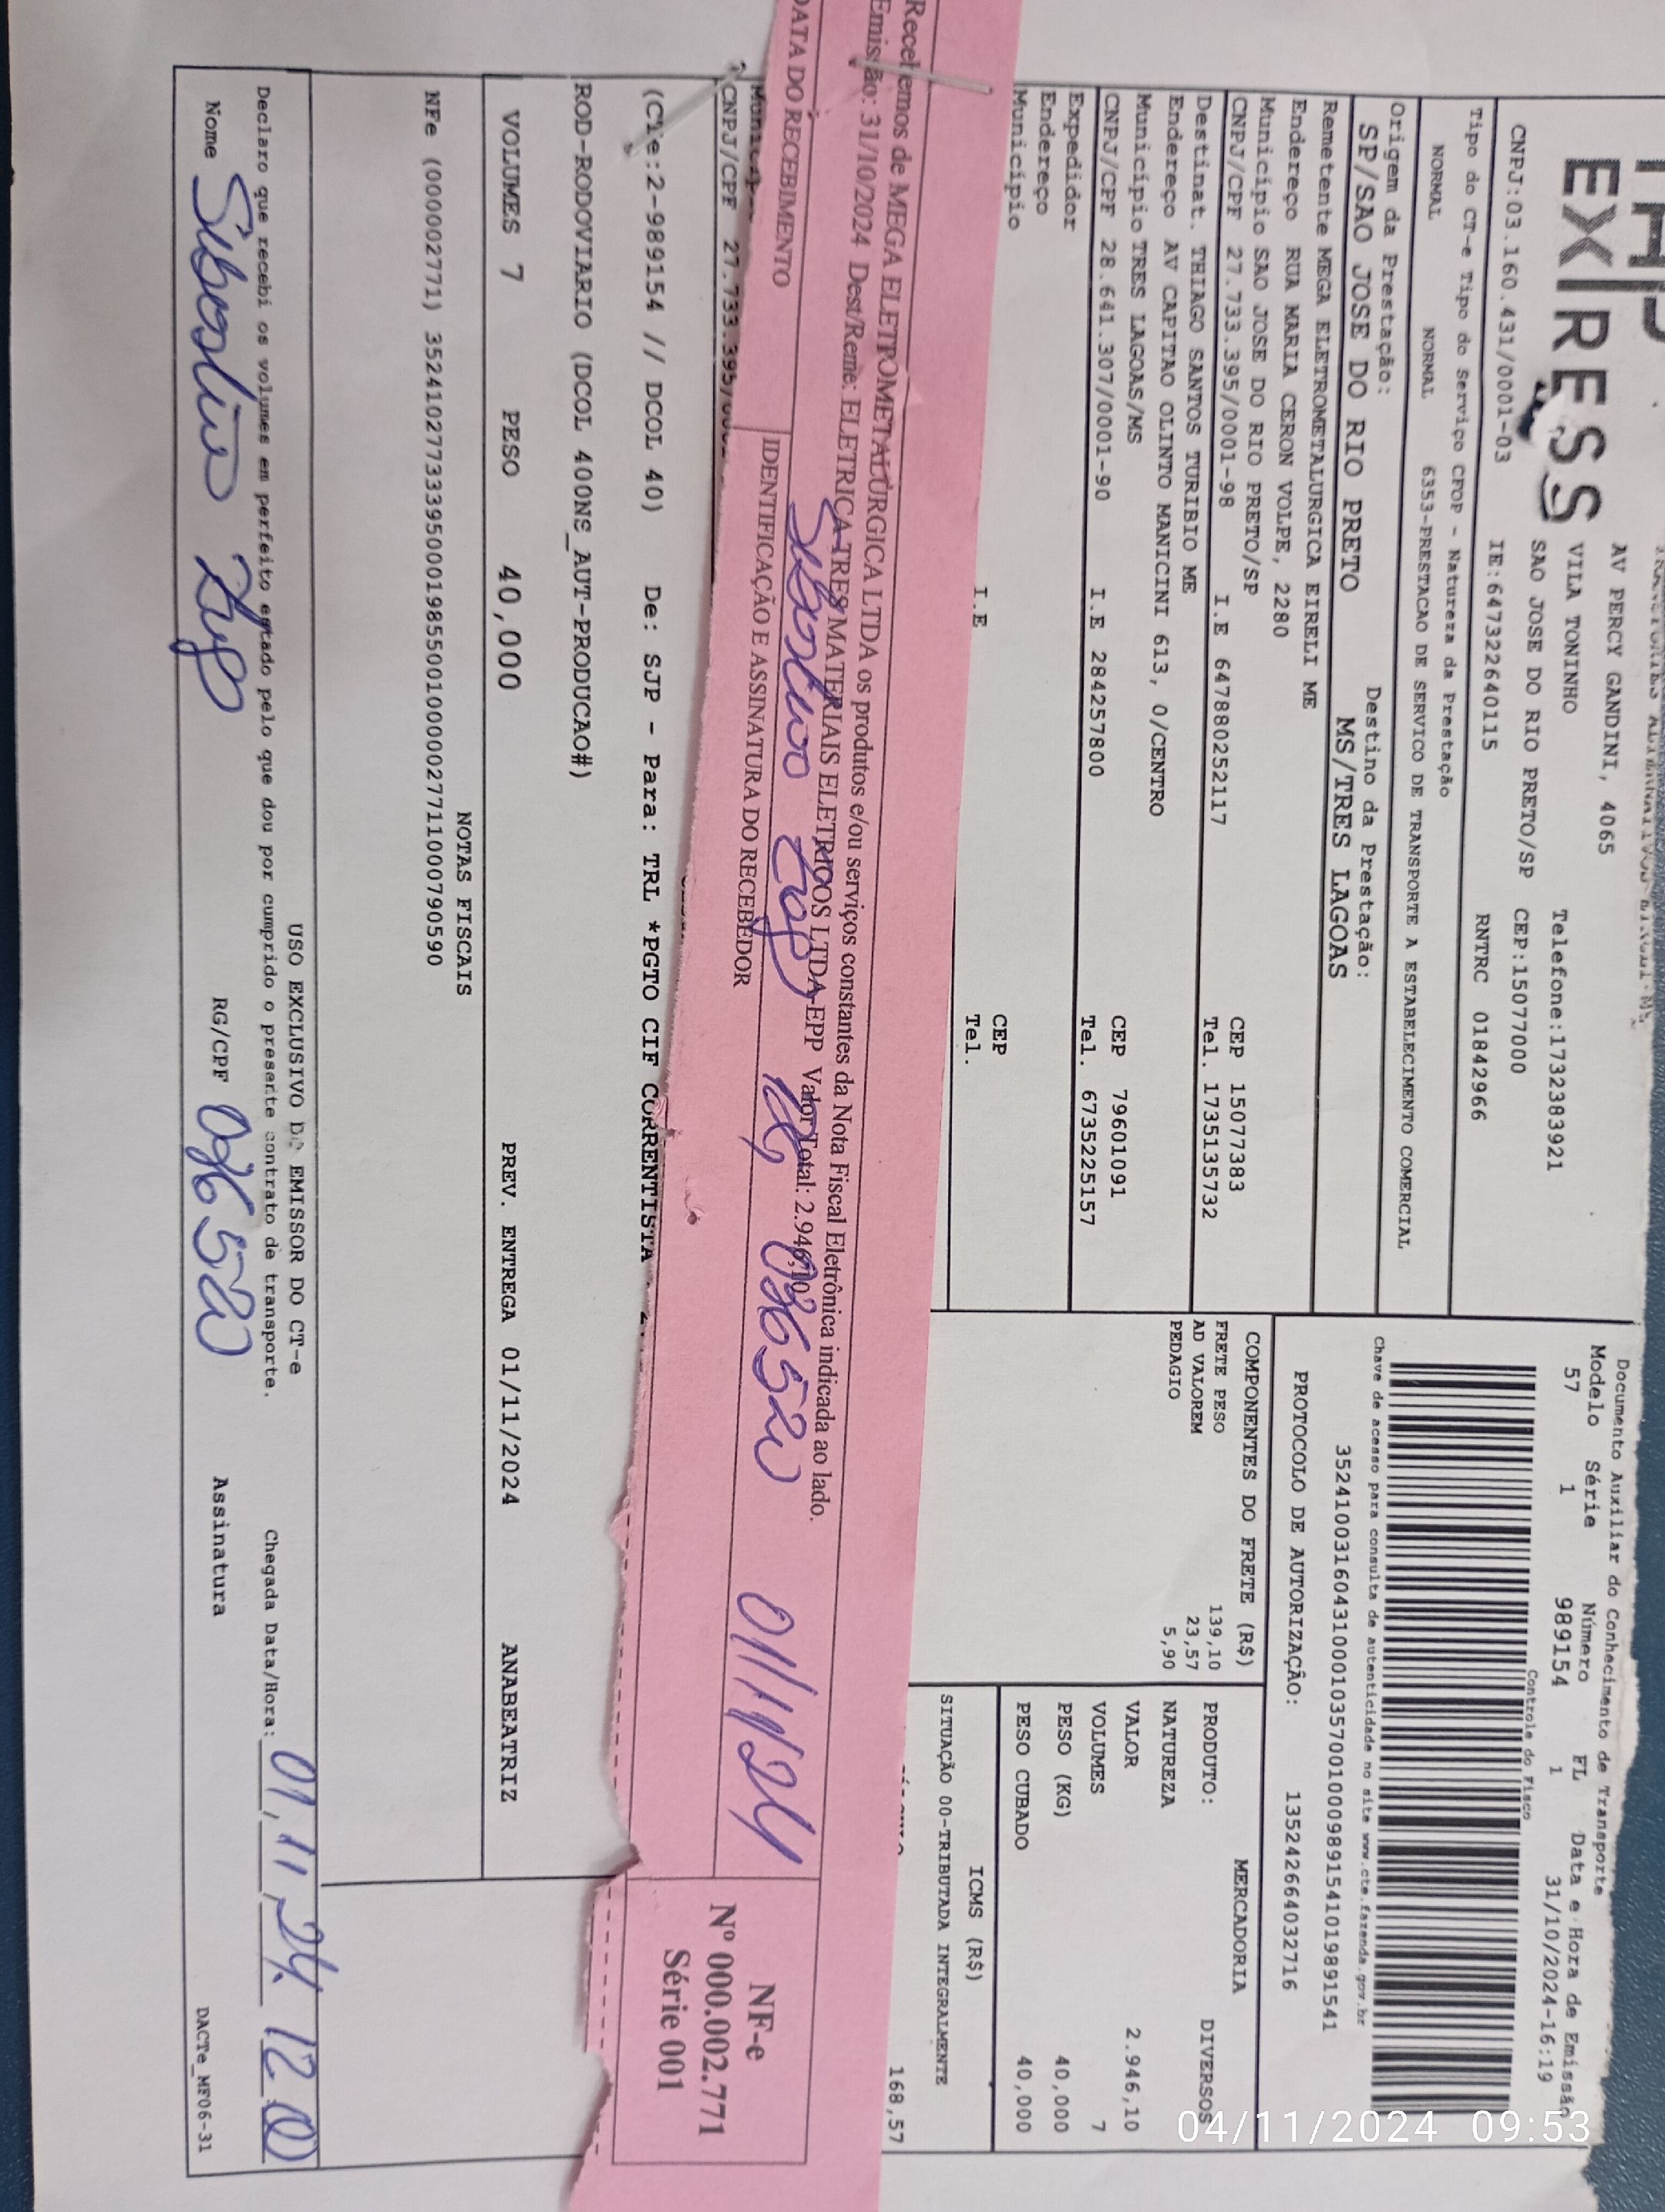 EXPRESS
AV PERCY GANDINI, 4065
VILA TONINHO
Telefone:1732383921
SAO JOSE DO RIO PRETO/SP CEP:15077000
CNPJ:03.160.431/0001-03 IE:647322640115 RNTRC 01842966
Tipo do CT-e Tipo do Serviço CFOP - Natureza da Prestação
NORMAL NORMAL 6353-PRESTACAO DE SERVICO DE TRANSPORTE A ESTABELECIMENTO COMERCIAL
Origem da Prestação: Destino da Prestação:
SP/SAO JOSE DO RIO PRETO MS/TRES LAGOAS
Remetente MEGA ELETROMETALURGICA EIRELI ME
Endereço RUA MARIA CERON VOLPE, 2280
Município SAO JOSE DO RIO PRETO/SP CEP 15077383
CNPJ/CPF 27.733.395/0001-98 I.E 647880252117 Tel. 1735135732
Destinat. THIAGO SANTOS TURIBIO ME
Endereço AV CAPITAO OLINTO MANICINI 613, 0/CENTRO
Município TRES LAGOAS/MS CEP 79601091
CNPJ/CPF 28.641.307/0001-90 I.E 284257800 Tel. 6735225157
Expedidor
Endereço
Município CEP
I.E Tel.
Documento Auxiliar do Conhecimento de Transporte
Modelo Série Número FL Data e Hora de Emissão
57 1 989154 1 31/10/2024-16:19
Controle do Fisco
Chave de acesso para consulta de autenticidade no site www.cte.fazenda.gov.br
35241003160431000103570010009891541019891541
PROTOCOLO DE AUTORIZAÇÃO: 135242664032716
COMPONENTES DO FRETE (R$)
FRETE PESO 139,10
AD VALOREM 23,57
PEDAGIO 5,90
MERCADORIA
PRODUTO: DIVERSOS
NATUREZA
VALOR 2.946,10
VOLUMES 7
PESO (KG) 40,000
PESO CUBADO 40,000
ICMS (R$)
SITUAÇÃO 00-TRIBUTADA INTEGRALMENTE
168,57
Recebemos de MEGA ELETROMETALÚRGICA LTDA os produtos e/ou serviços constantes da Nota Fiscal Eletrônica indicada ao lado.
Emissão: 31/10/2024 Dest/Reme: ELETRICA TRES MATERIAIS ELETRICOS LTDA-EPP Valor Total: 2.946,10
DATA DO RECEBIMENTO IDENTIFICAÇÃO E ASSINATURA DO RECEBEDOR
01/11/24
NF-e
Nº 000.002.771
Série 001
CNPJ/CPF 27.733.395/
(CTe:2-989154 // DCOL 40) De: SJP - Para: TRL *PGTO CIF CORRENTISTA
ROD-RODOVIARIO (DCOL 400NS_AUT-PRODUCAO#)
VOLUMES 7 PESO 40,000 PREV. ENTREGA 01/11/2024 ANABEATRIZ
NOTAS FISCAIS
NFe (000002771) 35241027733395000198550010000027711000790590
USO EXCLUSIVO DO EMISSOR DO CT-e
Declaro que recebi os volumes em perfeito estado pelo que dou por cumprido o presente contrato de transporte. Chegada Data/Hora: 01,11,24 12 00
Nome RG/CPF Assinatura
DACTe_MF06-31
04/11/2024 09:53